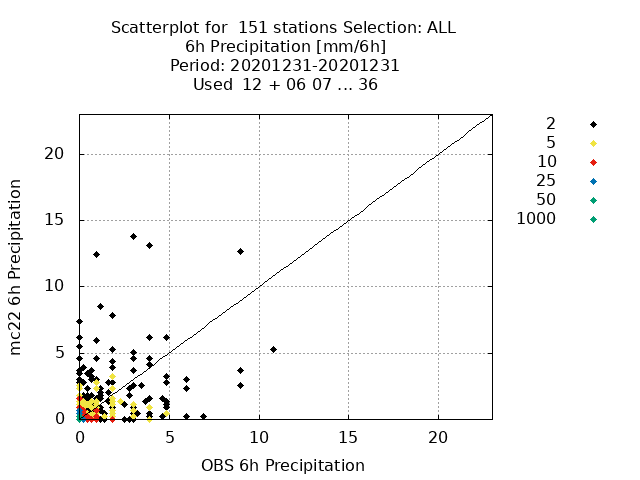 Scatterplot for  151 stations Selection: ALL
6h Precipitation [mm/6h]
Period: 20201231-20201231
Used  12 + 06 07 ... 36
2
5
10
25
50
1000
20
15
10
5
0
mc22 6h Precipitation
0 5 10 15 20
OBS 6h Precipitation